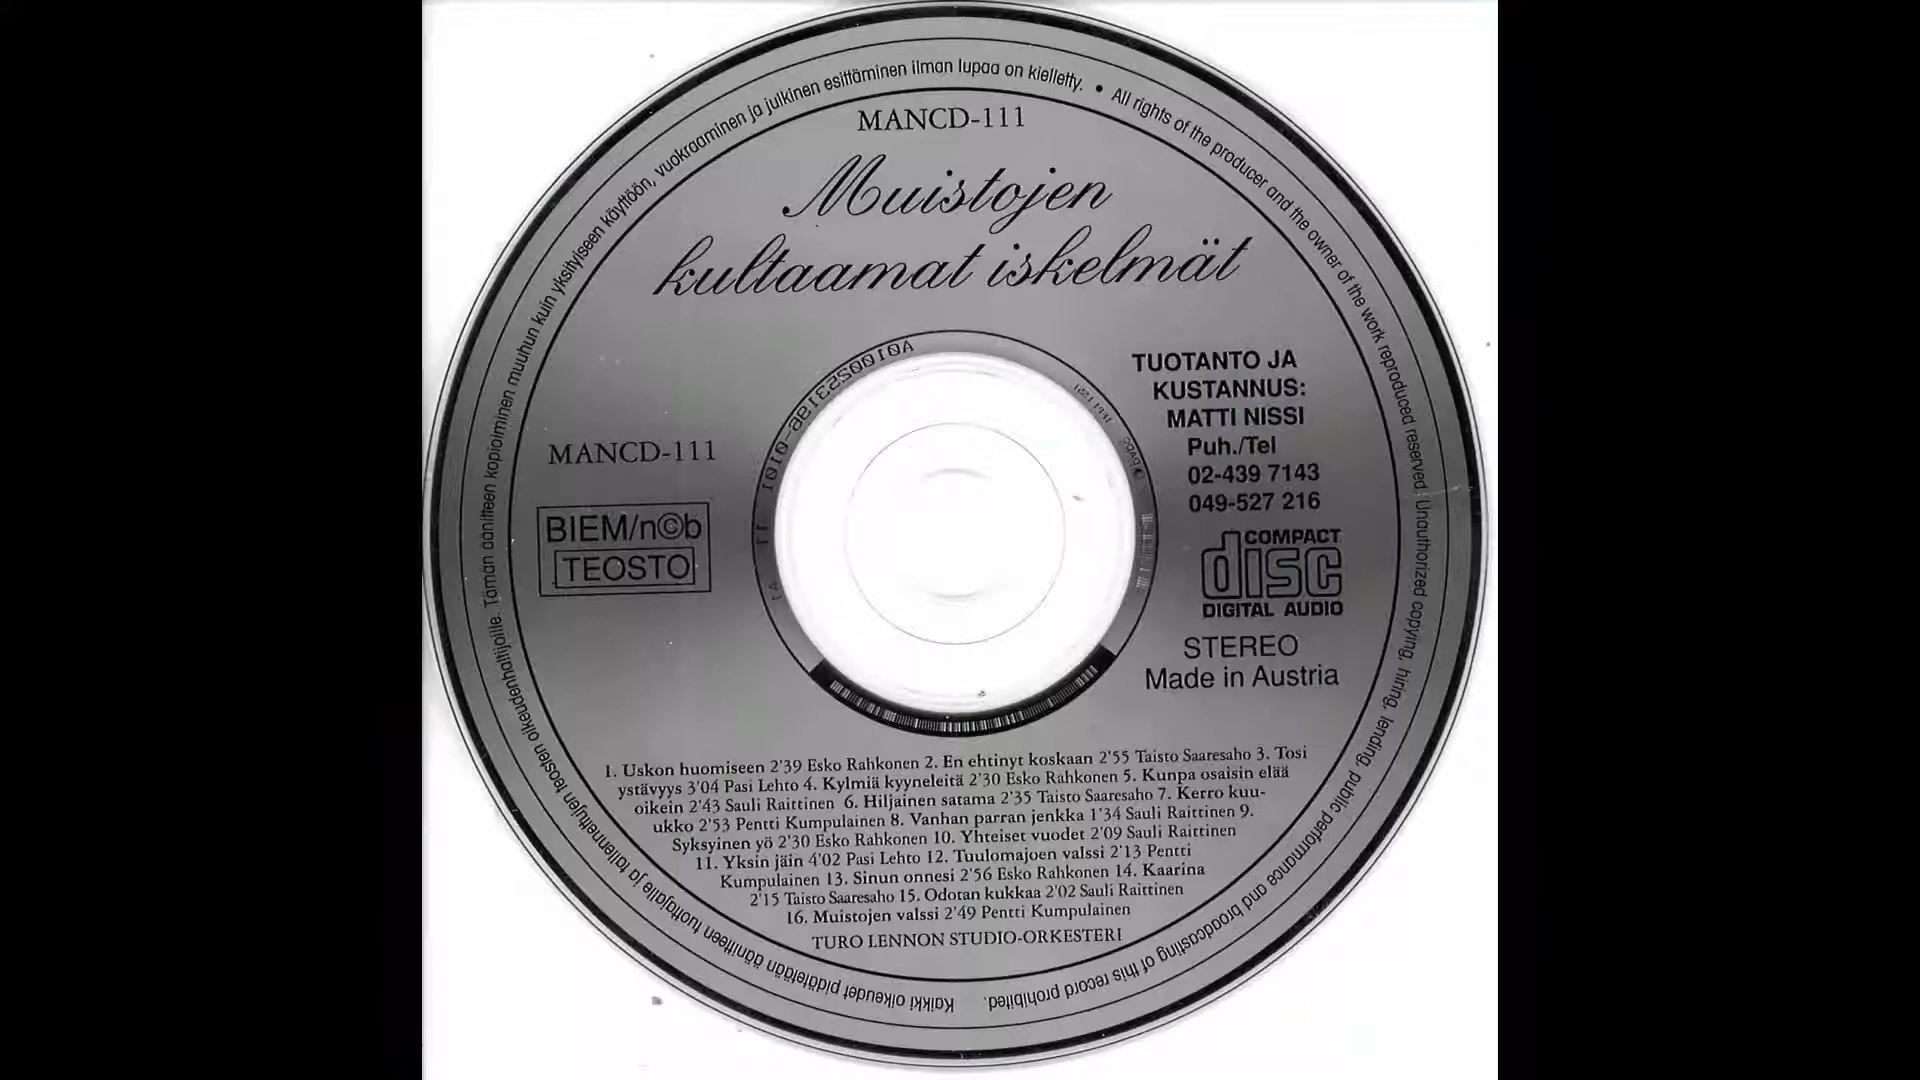 Kaikki oikeudet pidätetään äänitteen tuottajalle ja tallennettujen teosten oikeudenhaltijoille. Tämän äänitteen kopioiminen muuhun kuin yksityiseen käyttöön, vuokraaminen ja julkinen esittäminen ilman lupaa on kielletty. • All rights of the producer and the owner of the work reproduced reserved. Unauthorized copying, hiring, lending, public performance and broadcasting of this record prohibited.
MANCD-111
Muistojen
kultaamat iskelmät
TUOTANTO JA
KUSTANNUS:
MATTI NISSI
Puh./Tel
02-439 7143
049-527 216
MANCD-111
BIEM/n©b
TEOSTO
COMPACT
disc
DIGITAL AUDIO
STEREO
Made in Austria
1. Uskon huomiseen 2'39 Esko Rahkonen 2. En ehtinyt koskaan 2'55 Taisto Saaresaho 3. Tosi
ystävyys 3'04 Pasi Lehto 4. Kylmiä kyyneleitä 2'30 Esko Rahkonen 5. Kunpa osaisin elää
oikein 2'43 Sauli Raittinen 6. Hiljainen satama 2'35 Taisto Saaresaho 7. Kerro kuu-
ukko 2'53 Pentti Kumpulainen 8. Vanhan parran jenkka 1'34 Sauli Raittinen 9.
Syksyinen yö 2'30 Esko Rahkonen 10. Yhteiset vuodet 2'09 Sauli Raittinen
11. Yksin jäin 4'02 Pasi Lehto 12. Tuulomajoen valssi 2'13 Pentti
Kumpulainen 13. Sinun onnesi 2'56 Esko Rahkonen 14. Kaarina
2'15 Taisto Saaresaho 15. Odotan kukkaa 2'02 Sauli Raittinen
16. Muistojen valssi 2'49 Pentti Kumpulainen
TURO LENNON STUDIO-ORKESTERI